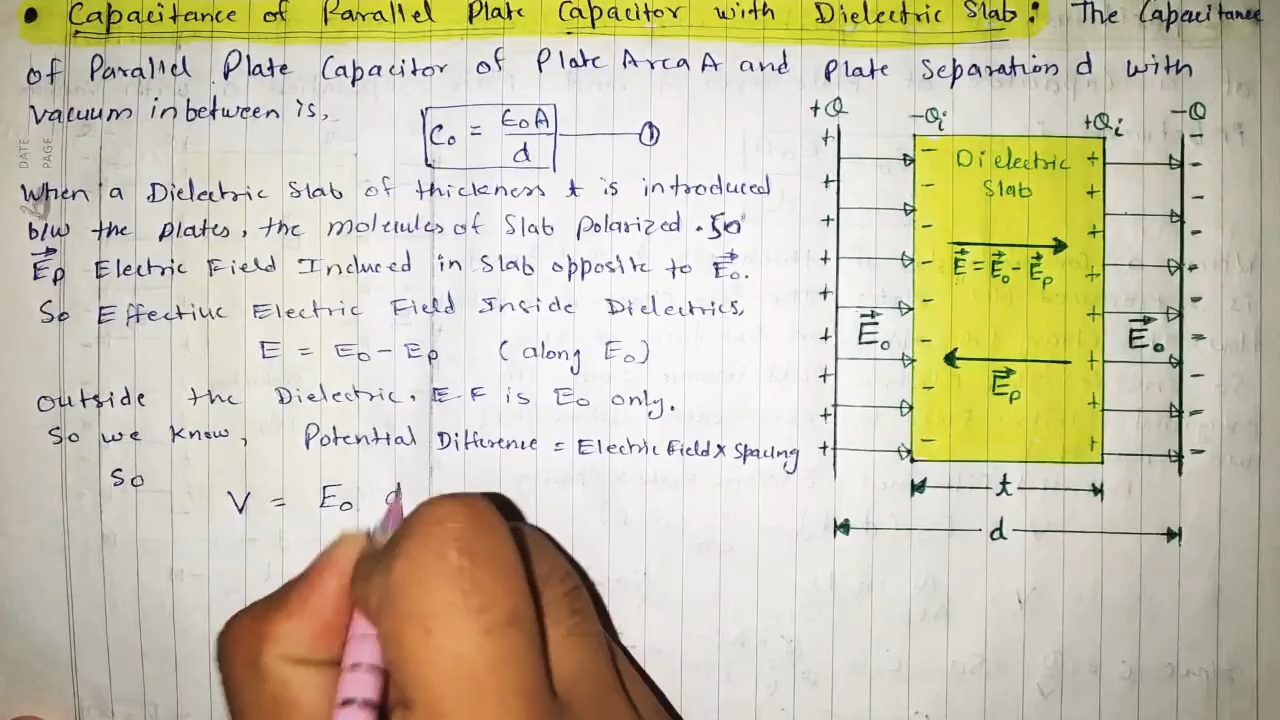 • Capacitance of Parallel Plate Capacitor with Dielectric Slab: The Capacitance
of Parallel Plate Capacitor of Plate Area A and Plate Separation d with
vacuum in between is,
C₀ = ε₀A / d — ①
DATE
PAGE
When a Dielectric Slab of thickness t is introduced
b/w the plates, the molecules of Slab polarized. So
E⃗p Electric Field Induced in Slab opposite to E⃗₀.
So Effective Electric Field Inside Dielectrics,
E = E₀ - Ep (along E₀)
outside the Dielectric. E F is E₀ only.
So we know, Potential Difference = Electric Field × Spacing
So
V = E₀ d
+Q
-Qi
+Qi
-Q
Dielectric
Slab
E⃗ = E⃗₀ - E⃗p
E⃗₀
E⃗₀
E⃗p
t
d